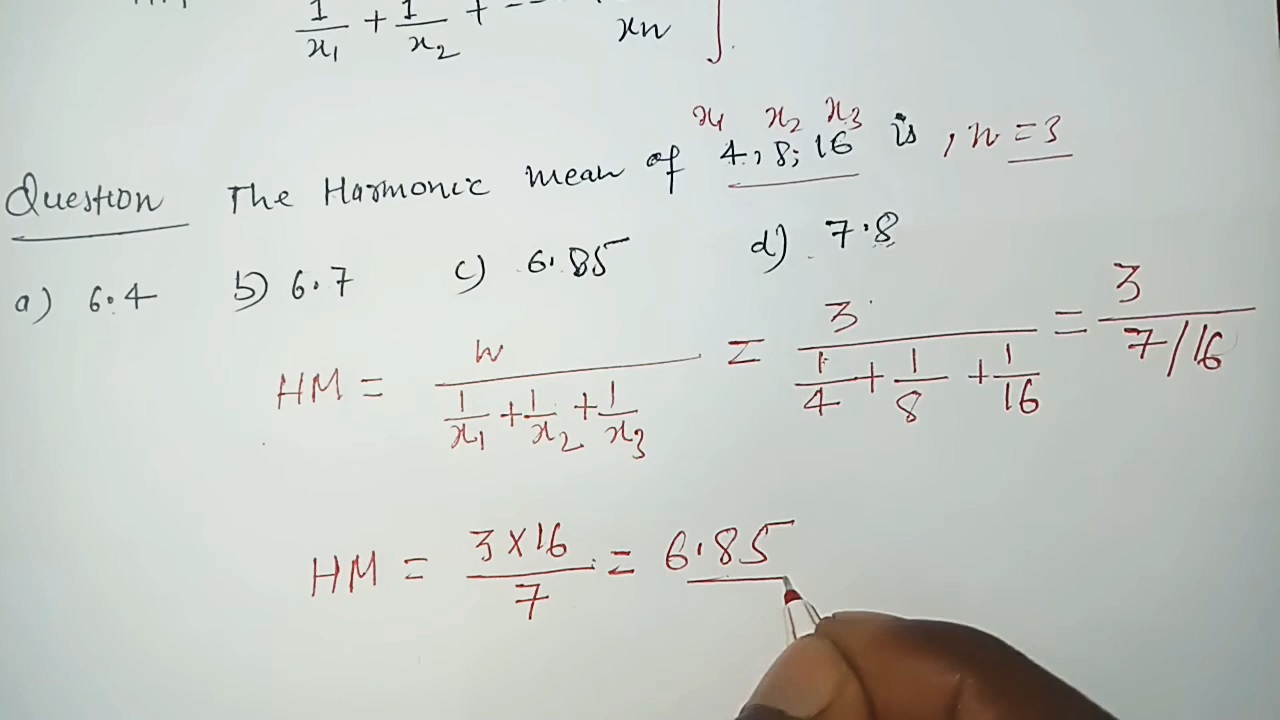 1/x₁ + 1/x₂ + -- xn ]
x₁ x₂ x₃
Question The Harmonic mean of 4, 8, 16 is , n = 3
a) 6.4 b) 6.7 c) 6.85 d) 7.8
HM = n / (1/x₁ + 1/x₂ + 1/x₃) = 3 / (1/4 + 1/8 + 1/16) = 3 / (7/16)
HM = 3×16 / 7 = 6.85